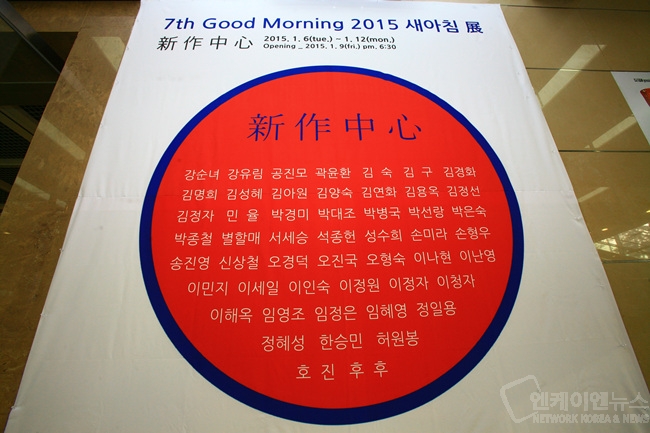 7th Good Morning 2015 새아침 展
新作中心 2015. 1. 6(tue.) - 1. 12(mon.)
Opening _ 2015. 1. 9(fri.) pm. 6:30
新作中心
강순녀 강유림 공진모 곽윤환 김 숙 김 구 김경화
김명희 김성혜 김아원 김양숙 김연화 김용옥 김정선
김정자 민 율 박경미 박대조 박병국 박선랑 박은숙
박종철 별할매 서세승 석종헌 성수희 손미라 손형우
송진영 신상철 오경덕 오진국 오형숙 이나현 이난영
이민지 이세일 이인숙 이정원 이정자 이청자
이해옥 임영조 임정은 임혜영 정일용
정혜성 한승민 허원봉
호 진 후 후
엔케이엔뉴스
NETWORK KOREA & NEWS